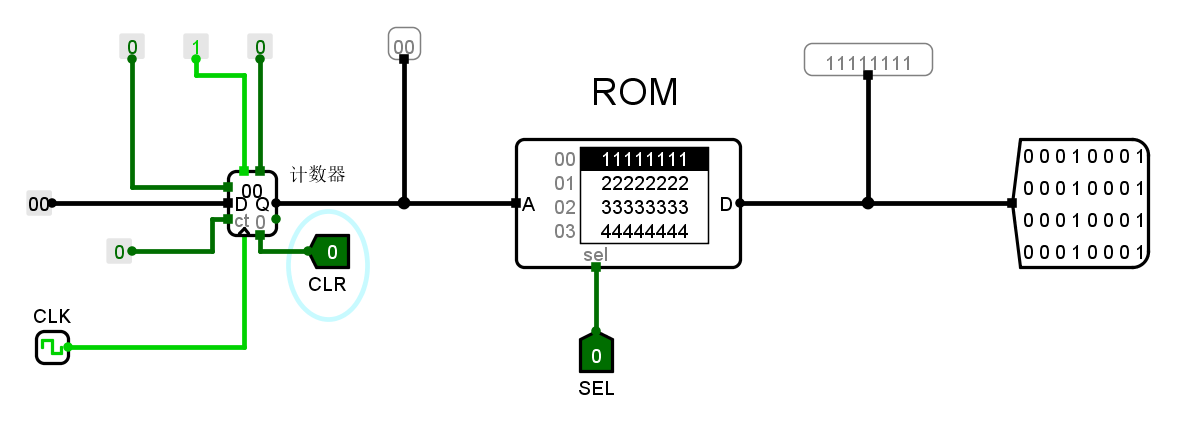 0
1
0
00
11111111
ROM
计数器
00
D Q
ct 0
00
0
0
CLR
CLK
00 11111111
01 22222222
02 33333333
03 44444444
A
D
sel
0
SEL
0 0 0 1 0 0 0 1
0 0 0 1 0 0 0 1
0 0 0 1 0 0 0 1
0 0 0 1 0 0 0 1